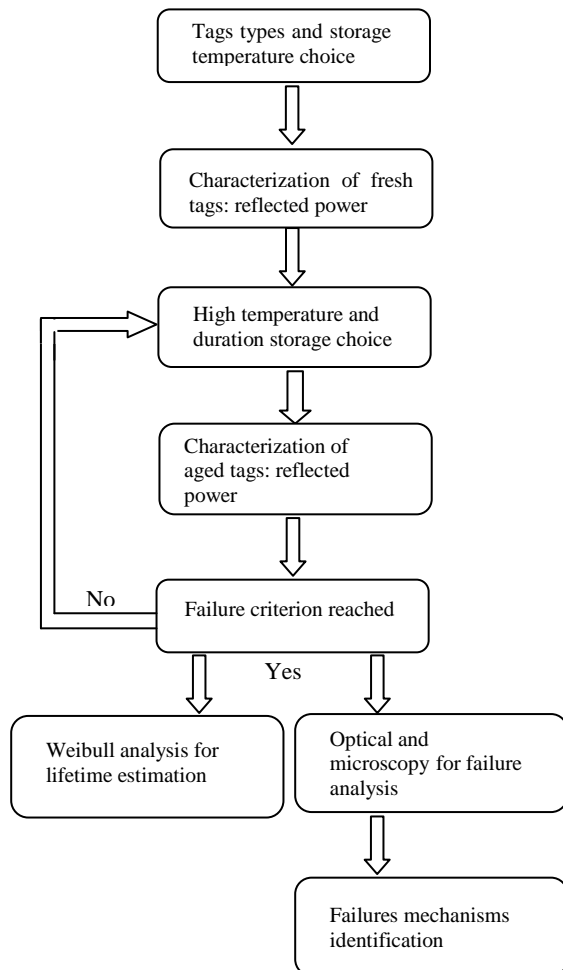 Tags types and storage
temperature choice
Characterization of fresh
tags: reflected power
High temperature and
duration storage choice
Characterization of
aged tags: reflected
power
No
Failure criterion reached
Yes
Weibull analysis for
lifetime estimation
Optical and
microscopy for failure
analysis
Failures mechanisms
identification